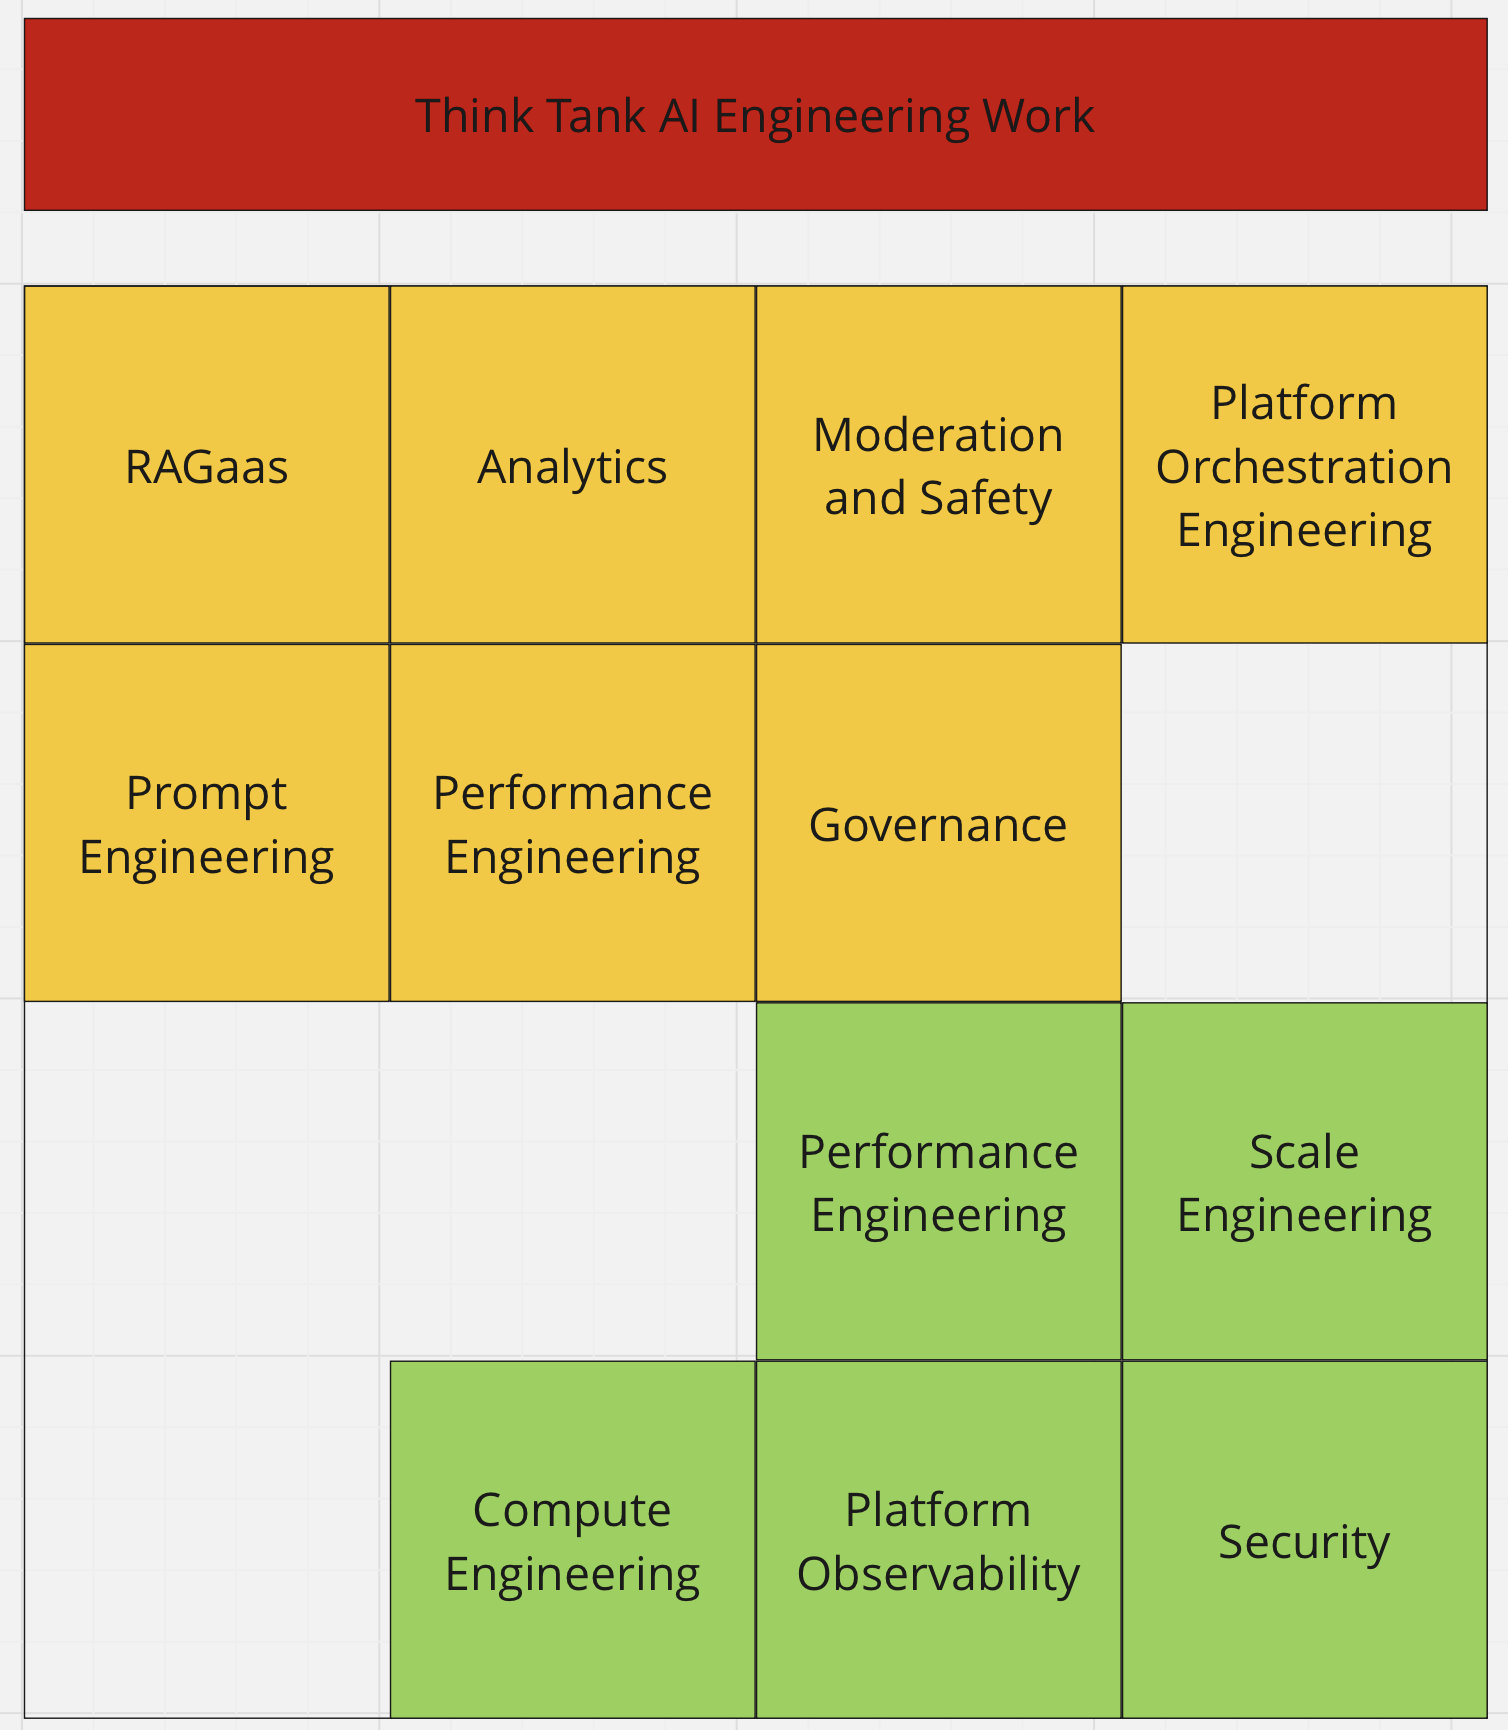 Think Tank AI Engineering Work
RAGaas
Analytics
Moderation
and Safety
Platform
Orchestration
Engineering
Prompt
Engineering
Performance
Engineering
Governance
Performance
Engineering
Scale
Engineering
Compute
Engineering
Platform
Observability
Security